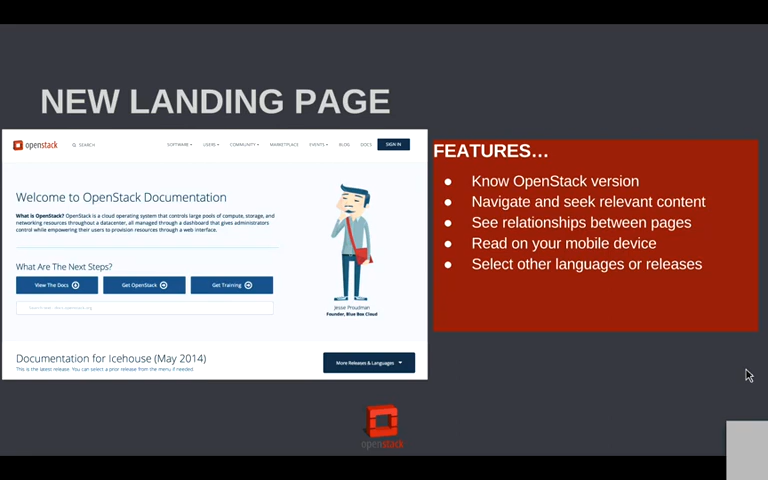 NEW LANDING PAGE
openstack
SEARCH
SOFTWARE
USERS
COMMUNITY
MARKETPLACE
EVENTS
BLOG
DOCS
SIGN IN
Welcome to OpenStack Documentation
What is OpenStack? OpenStack is a cloud operating system that controls large pools of compute, storage, and
networking resources throughout a datacenter, all managed through a dashboard that gives administrators
control while empowering their users to provision resources through a web interface.
What Are The Next Steps?
View The Docs
Get OpenStack
Get Training
Jesse Proudman
Founder, Blue Box Cloud
Documentation for Icehouse (May 2014)
This is the latest release. You can select a prior release from the menu if needed.
More Releases & Languages
FEATURES…
● Know OpenStack version
● Navigate and seek relevant content
● See relationships between pages
● Read on your mobile device
● Select other languages or releases
openstack